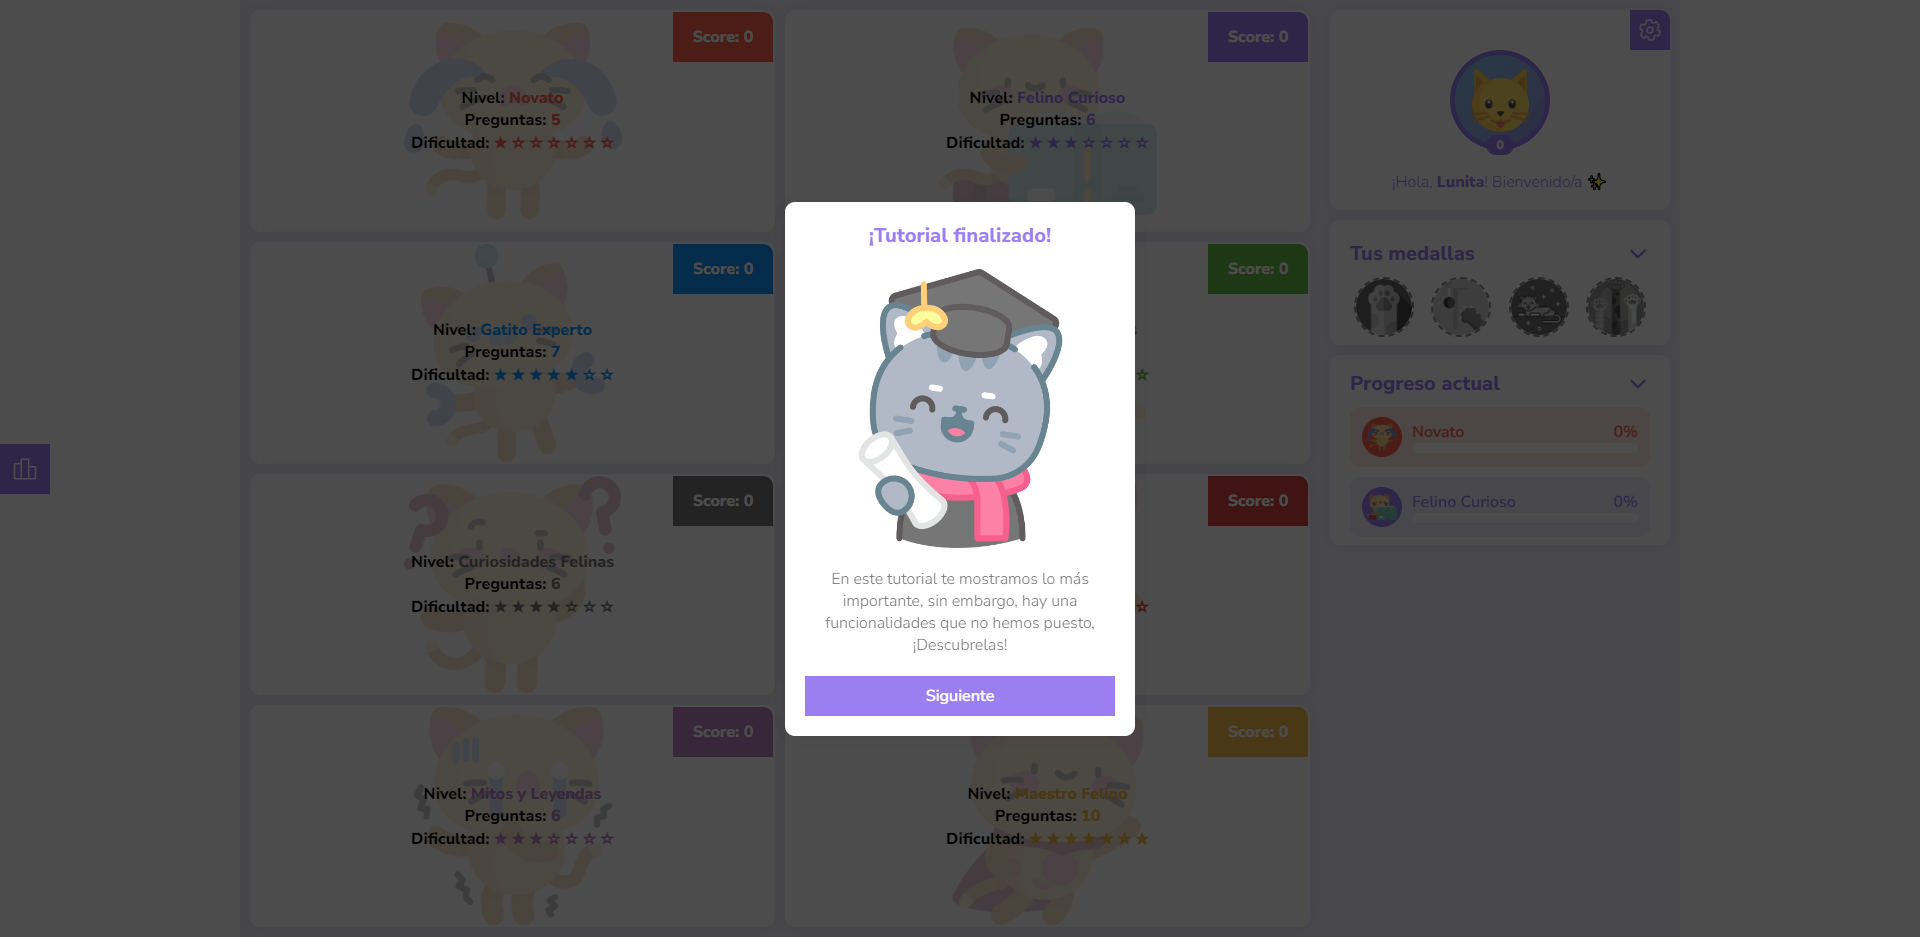 Score: 0
Nivel: Novato
Preguntas: 5
Dificultad: ★☆☆☆☆☆☆
Score: 0
Nivel: Felino Curioso
Preguntas: 6
Dificultad: ★★★☆☆☆☆
Score: 0
Nivel: Gatito Experto
Preguntas: 7
Dificultad: ★★★★★☆☆
Score: 0
Score: 0
Nivel: Curiosidades Felinas
Preguntas: 6
Dificultad: ★★★★☆☆☆
Score: 0
Score: 0
Nivel: Mitos y Leyendas
Preguntas: 6
Dificultad: ★★★☆☆☆☆
Score: 0
Nivel: Maestro Felino
Preguntas: 10
Dificultad: ★★★★★★★
¡Tutorial finalizado!
En este tutorial te mostramos lo más
importante, sin embargo, hay una
funcionalidades que no hemos puesto,
¡Descubrelas!
Siguiente
0
¡Hola, Lunita! Bienvenido/a ✨
Tus medallas
Progreso actual
Novato 0%
Felino Curioso 0%